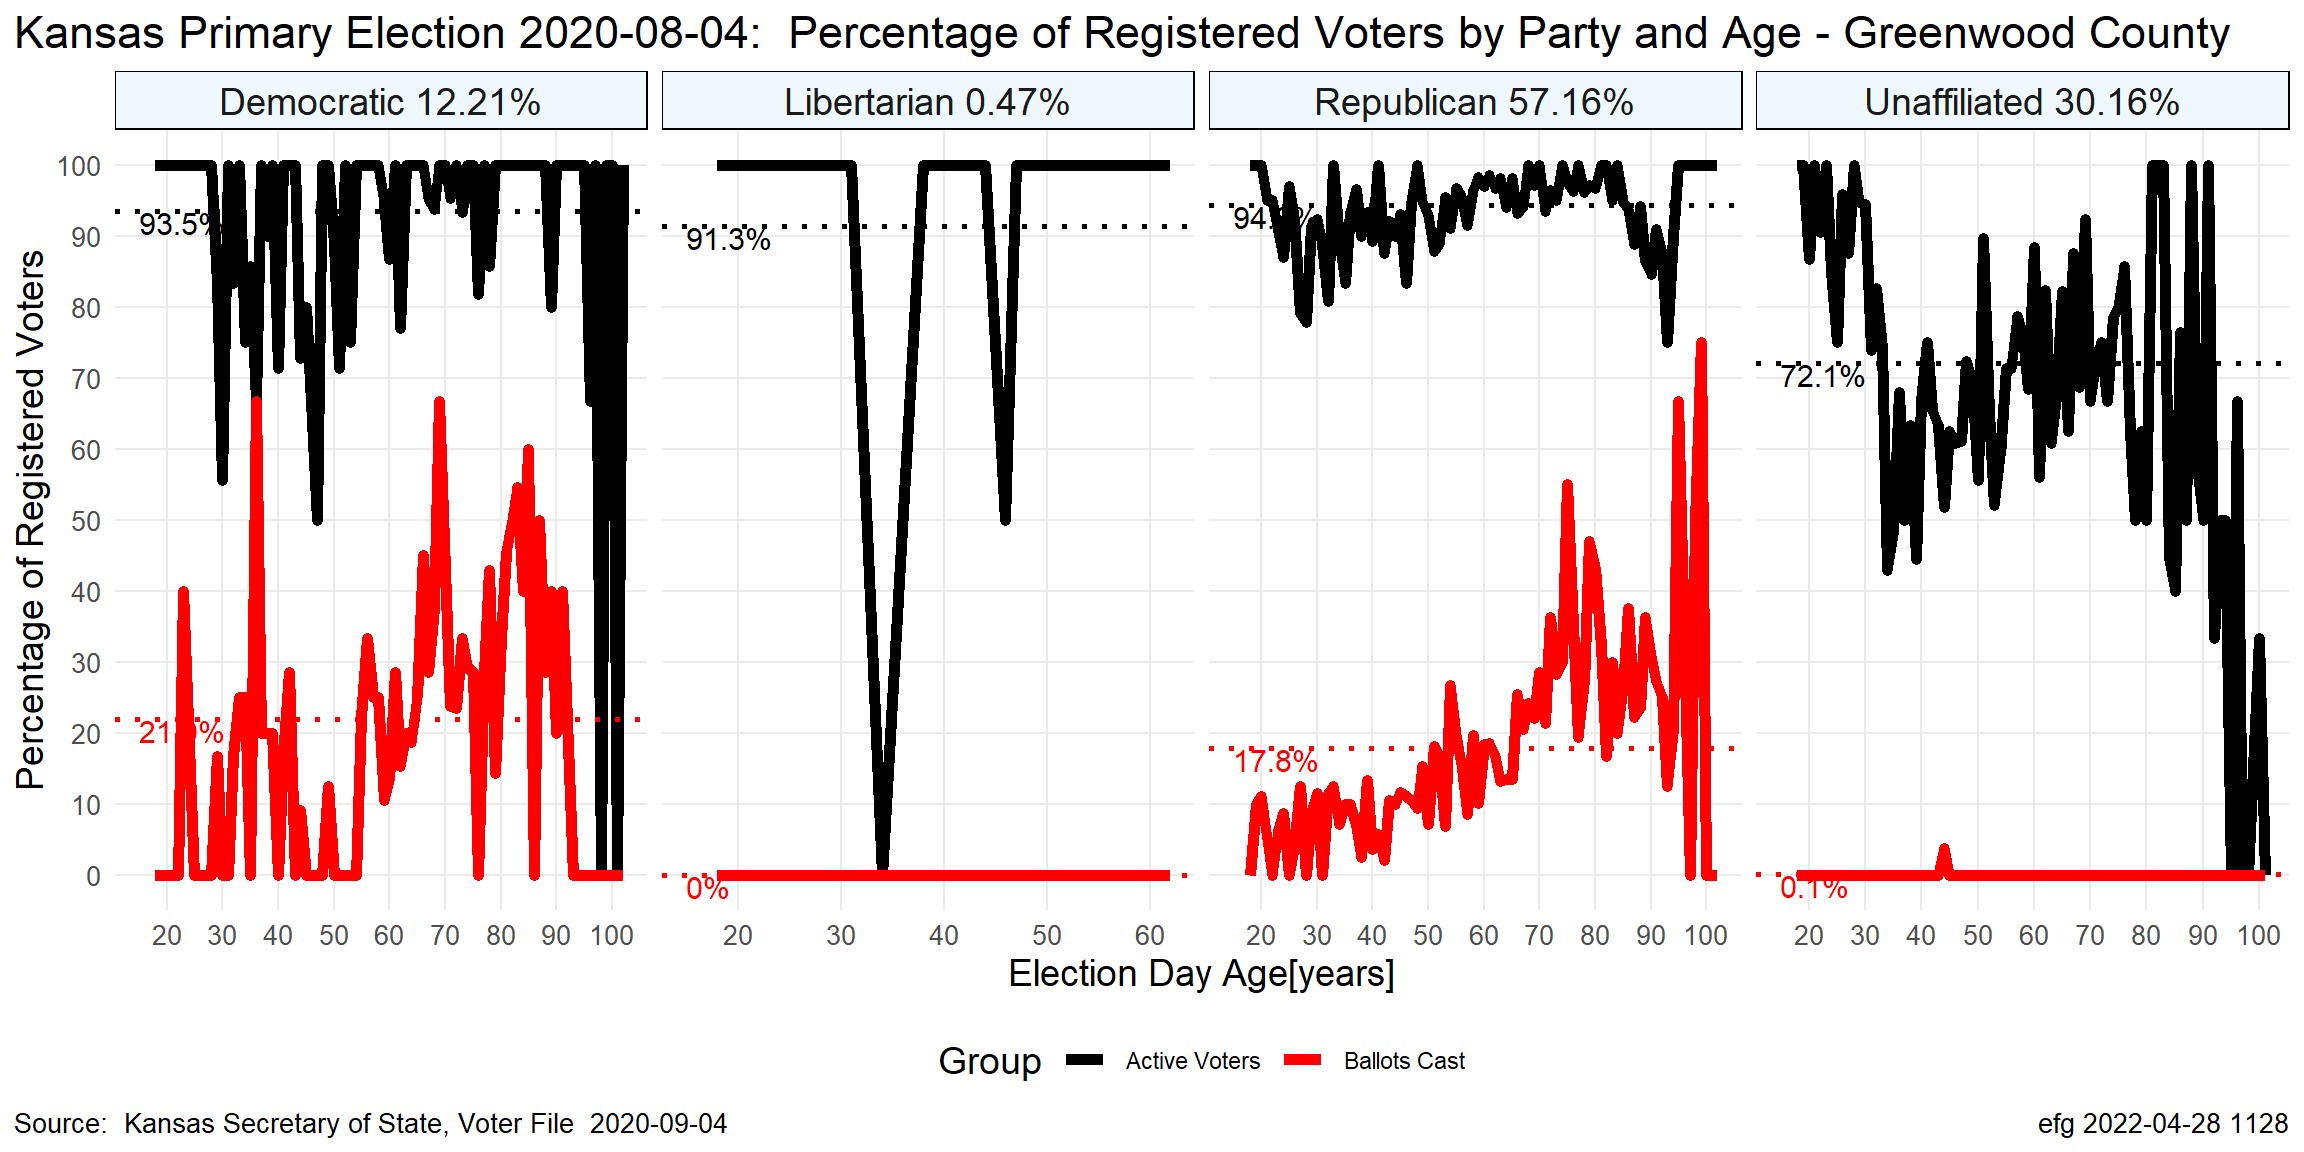 Kansas Primary Election 2020-08-04:  Percentage of Registered Voters by Party and Age - Greenwood County
Democratic 12.21%
Libertarian 0.47%
Republican 57.16%
Unaffiliated 30.16%
Percentage of Registered Voters
100
90
80
70
60
50
40
30
20
10
0
93.5%
91.3%
72.1%
0%
17.8%
0.1%
20 30 40 50 60 70 80 90 100
20 30 40 50 60
20 30 40 50 60 70 80 90 100
20 30 40 50 60 70 80 90 100
Election Day Age[years]
Group Active Voters Ballots Cast
Source:  Kansas Secretary of State, Voter File  2020-09-04
efg 2022-04-28 1128